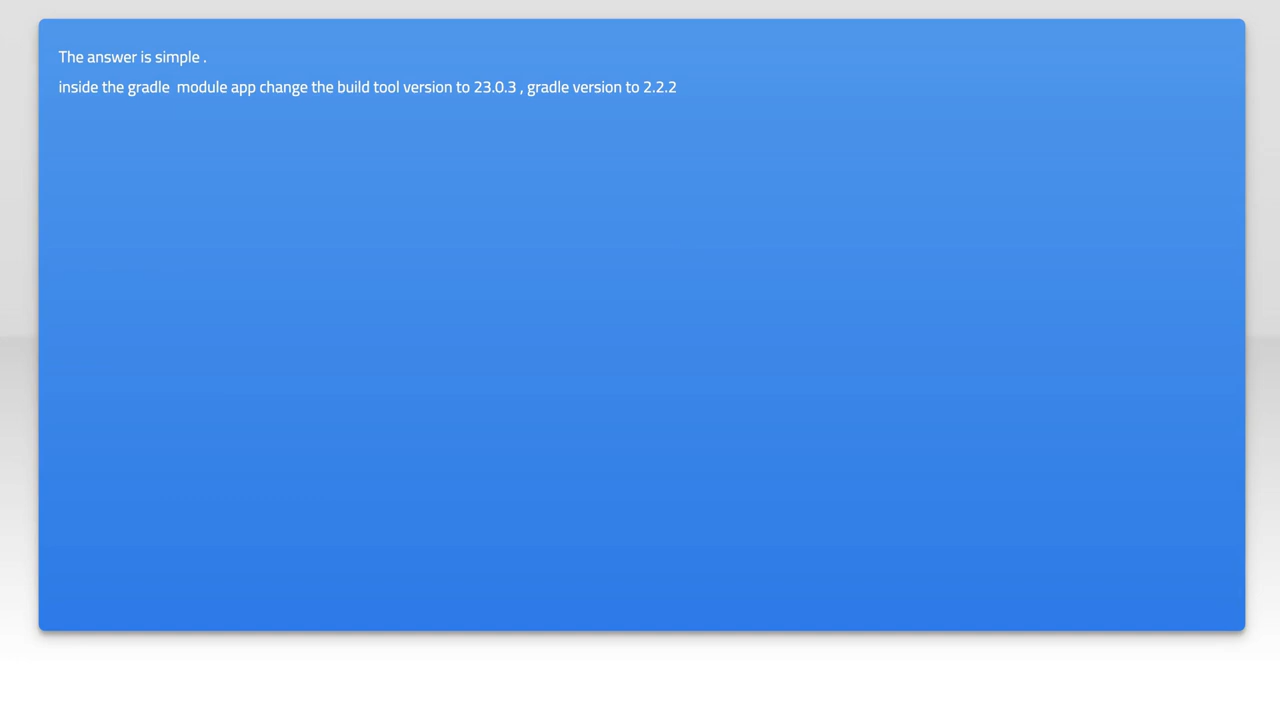 The answer is simple .
inside the gradle  module app change the build tool version to 23.0.3 , gradle version to 2.2.2